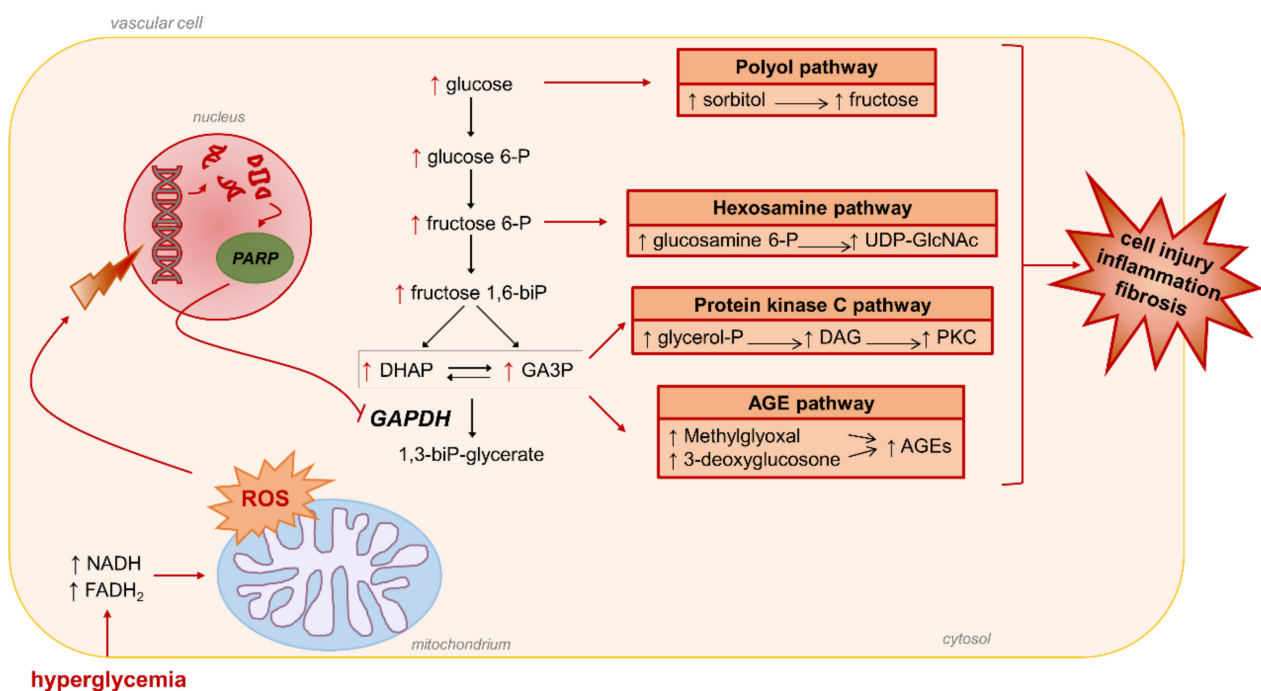 vascular cell
nucleus
PARP
↑ glucose
↑ glucose 6-P
↑ fructose 6-P
↑ fructose 1,6-biP
↑ DHAP ⇄ ↑ GA3P
GAPDH
1,3-biP-glycerate
Polyol pathway
↑ sorbitol → ↑ fructose
Hexosamine pathway
↑ glucosamine 6-P → ↑ UDP-GlcNAc
Protein kinase C pathway
↑ glycerol-P → ↑ DAG → ↑ PKC
AGE pathway
↑ Methylglyoxal
↑ 3-deoxyglucosone
↑ AGEs
cell injury
inflammation
fibrosis
ROS
↑ NADH
↑ FADH₂
mitochondrium
cytosol
hyperglycemia